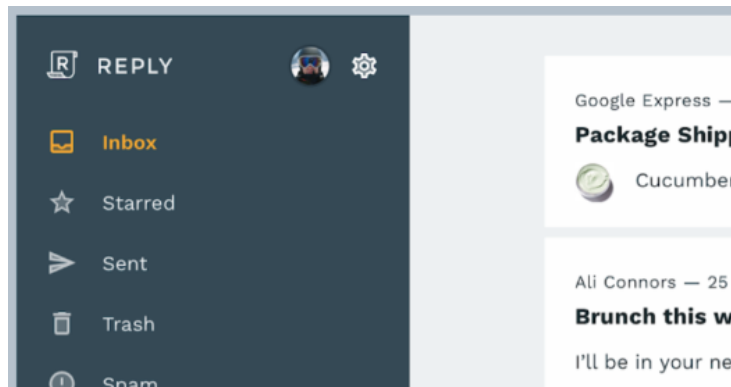 REPLY
Inbox
Starred
Sent
Trash
Spam
Google Express —
Package Ship
Cucumber
Ali Connors — 25
Brunch this w
I'll be in your ne